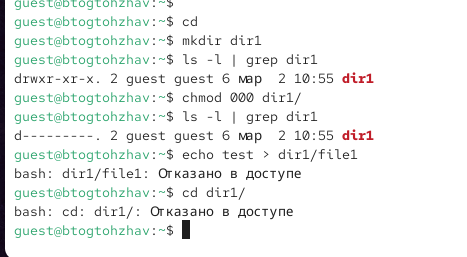 guest@btogtozhav:~$
guest@btogtohzhav:~$ cd
guest@btogtohzhav:~$ mkdir dir1
guest@btogtohzhav:~$ ls -l | grep dir1
drwxr-xr-x. 2 guest guest 6 мар  2 10:55 dir1
guest@btogtohzhav:~$ chmod 000 dir1/
guest@btogtohzhav:~$ ls -l | grep dir1
d---------. 2 guest guest 6 мар  2 10:55 dir1
guest@btogtohzhav:~$ echo test > dir1/file1
bash: dir1/file1: Отказано в доступе
guest@btogtohzhav:~$ cd dir1/
bash: cd: dir1/: Отказано в доступе
guest@btogtohzhav:~$